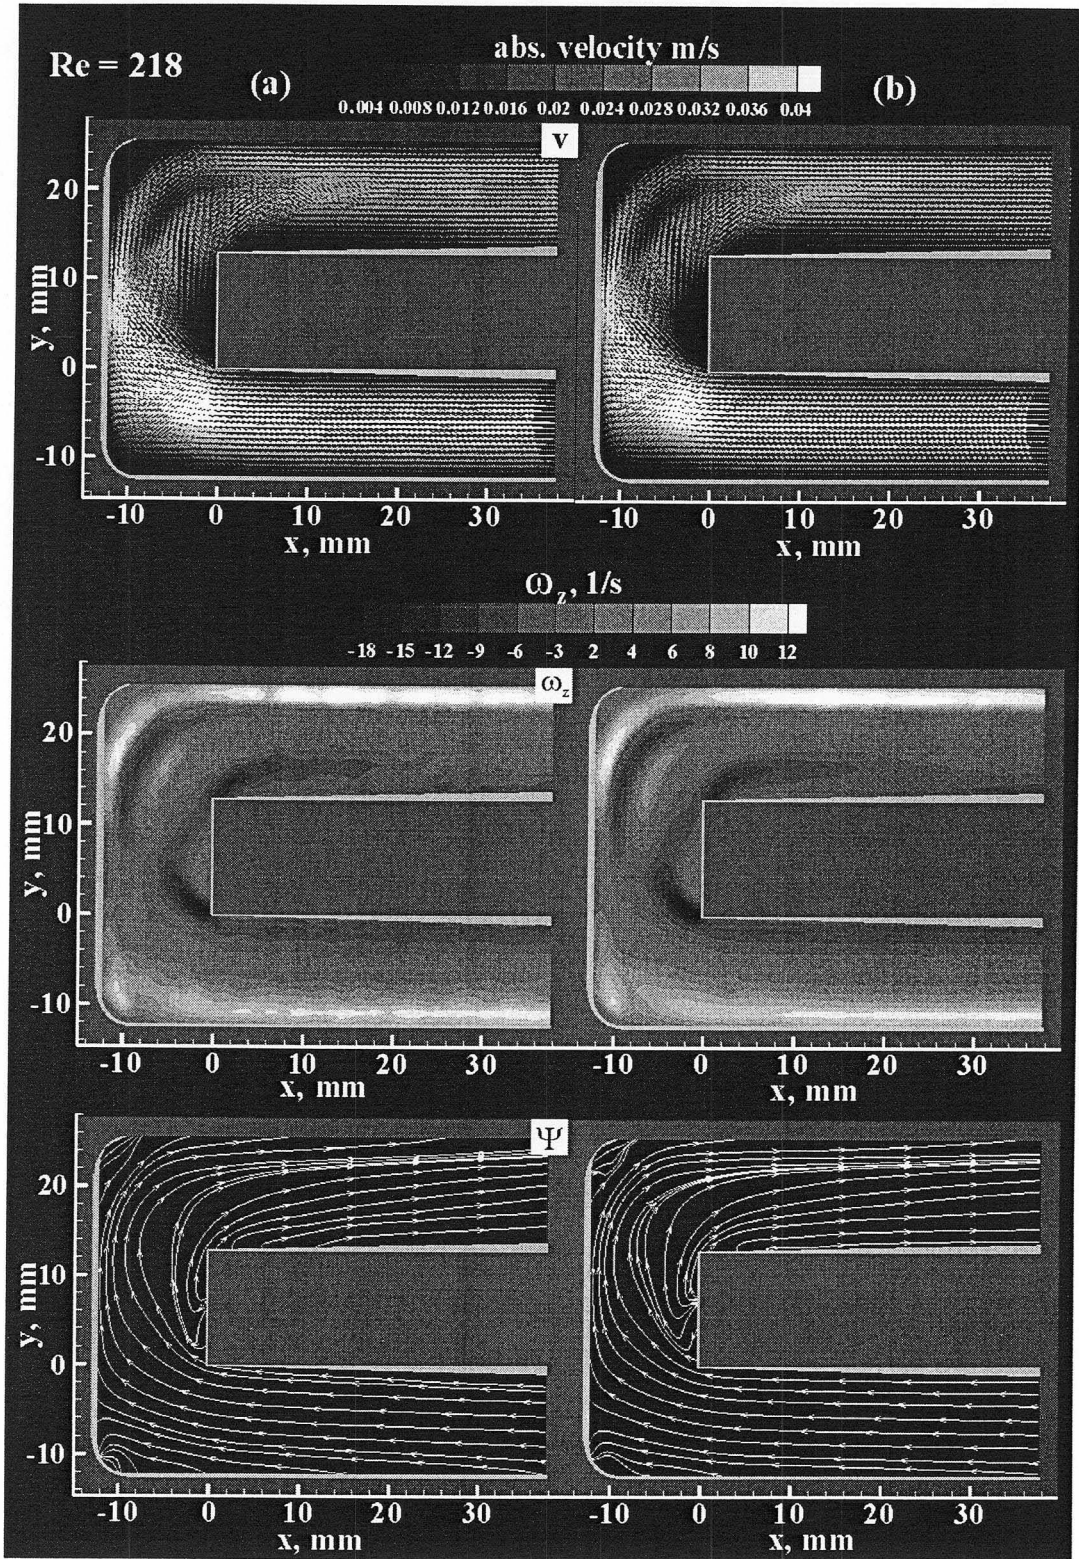 Re = 218
(a)
abs. velocity m/s
(b)
0.004 0.008 0.012 0.016 0.02 0.024 0.028 0.032 0.036 0.04
v
y, mm
20
10
0
-10
-10 0 10 20 30
x, mm
-10 0 10 20 30
x, mm
ωz, 1/s
-18 -15 -12 -9 -6 -3 2 4 6 8 10 12
ωz
y, mm
20
10
0
-10
-10 0 10 20 30
x, mm
-10 0 10 20 30
x, mm
Ψ
y, mm
20
10
0
-10
-10 0 10 20 30
x, mm
-10 0 10 20 30
x, mm